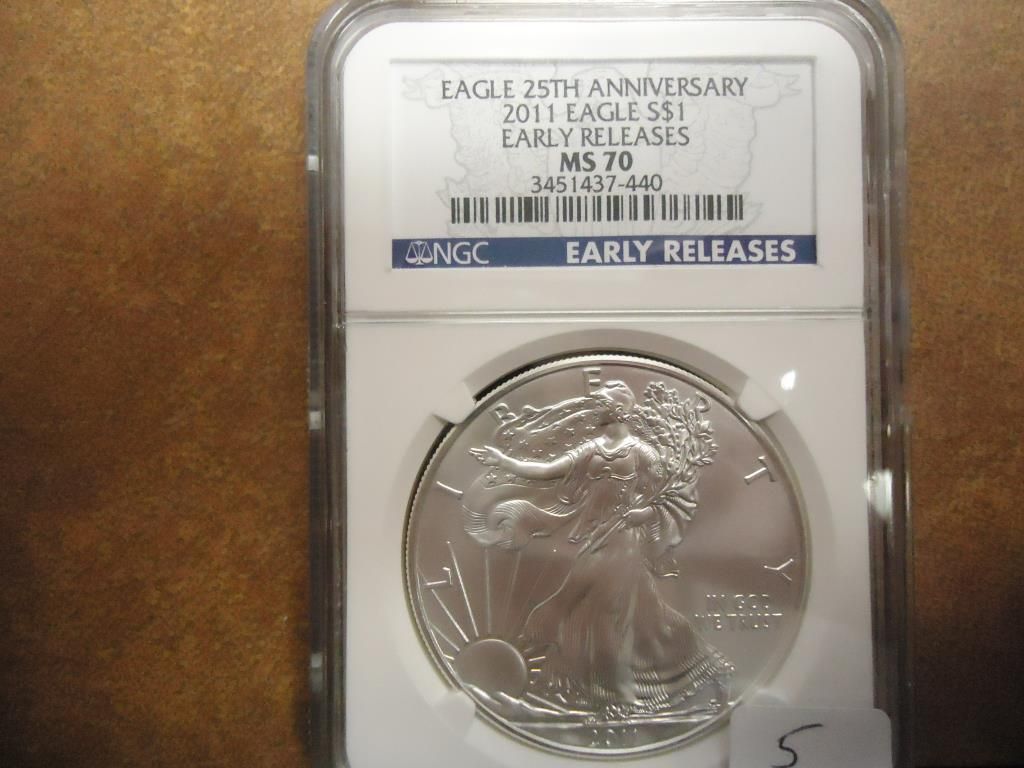 EAGLE 25TH ANNIVERSARY
2011 EAGLE S$1
EARLY RELEASES
MS 70
3451437-440
NGC EARLY RELEASES
LIBERTY
IN GOD
WE TRUST
2011
5